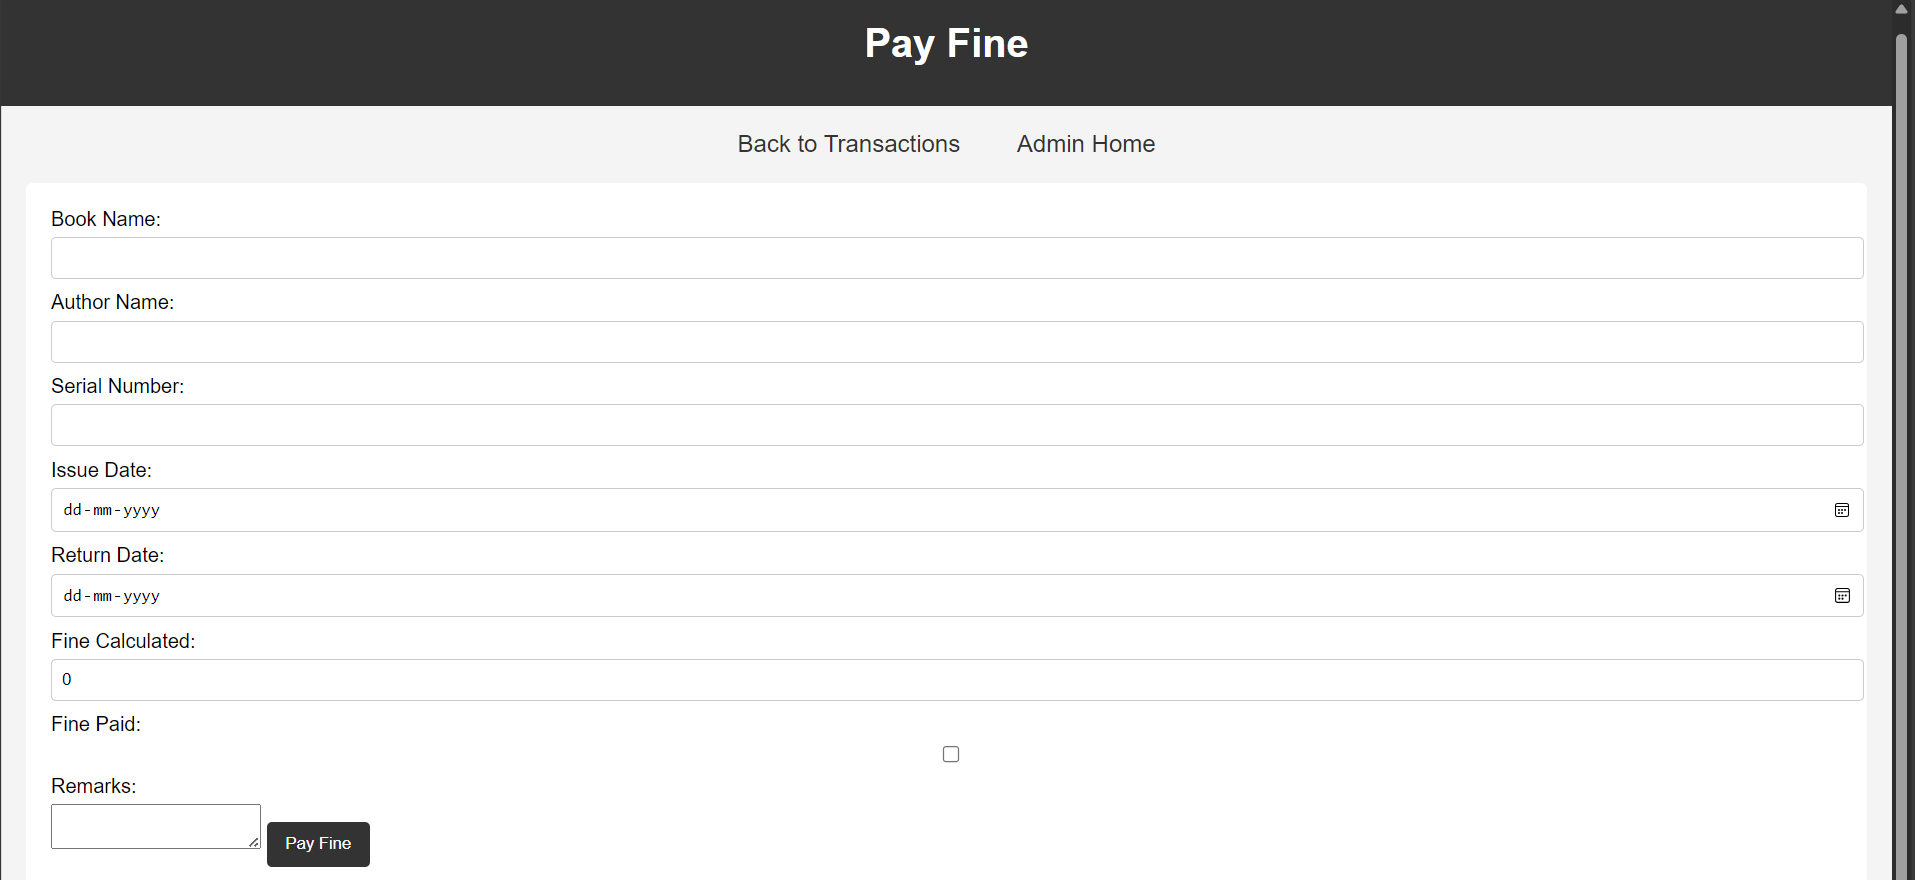 Pay Fine
Back to Transactions Admin Home
Book Name:
Author Name:
Serial Number:
Issue Date:
dd-mm-yyyy
Return Date:
dd-mm-yyyy
Fine Calculated:
0
Fine Paid:
Remarks:
Pay Fine